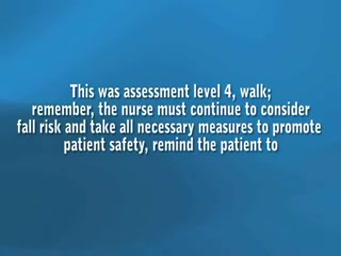 This was assessment level 4, walk;
remember, the nurse must continue to consider
fall risk and take all necessary measures to promote
patient safety, remind the patient to